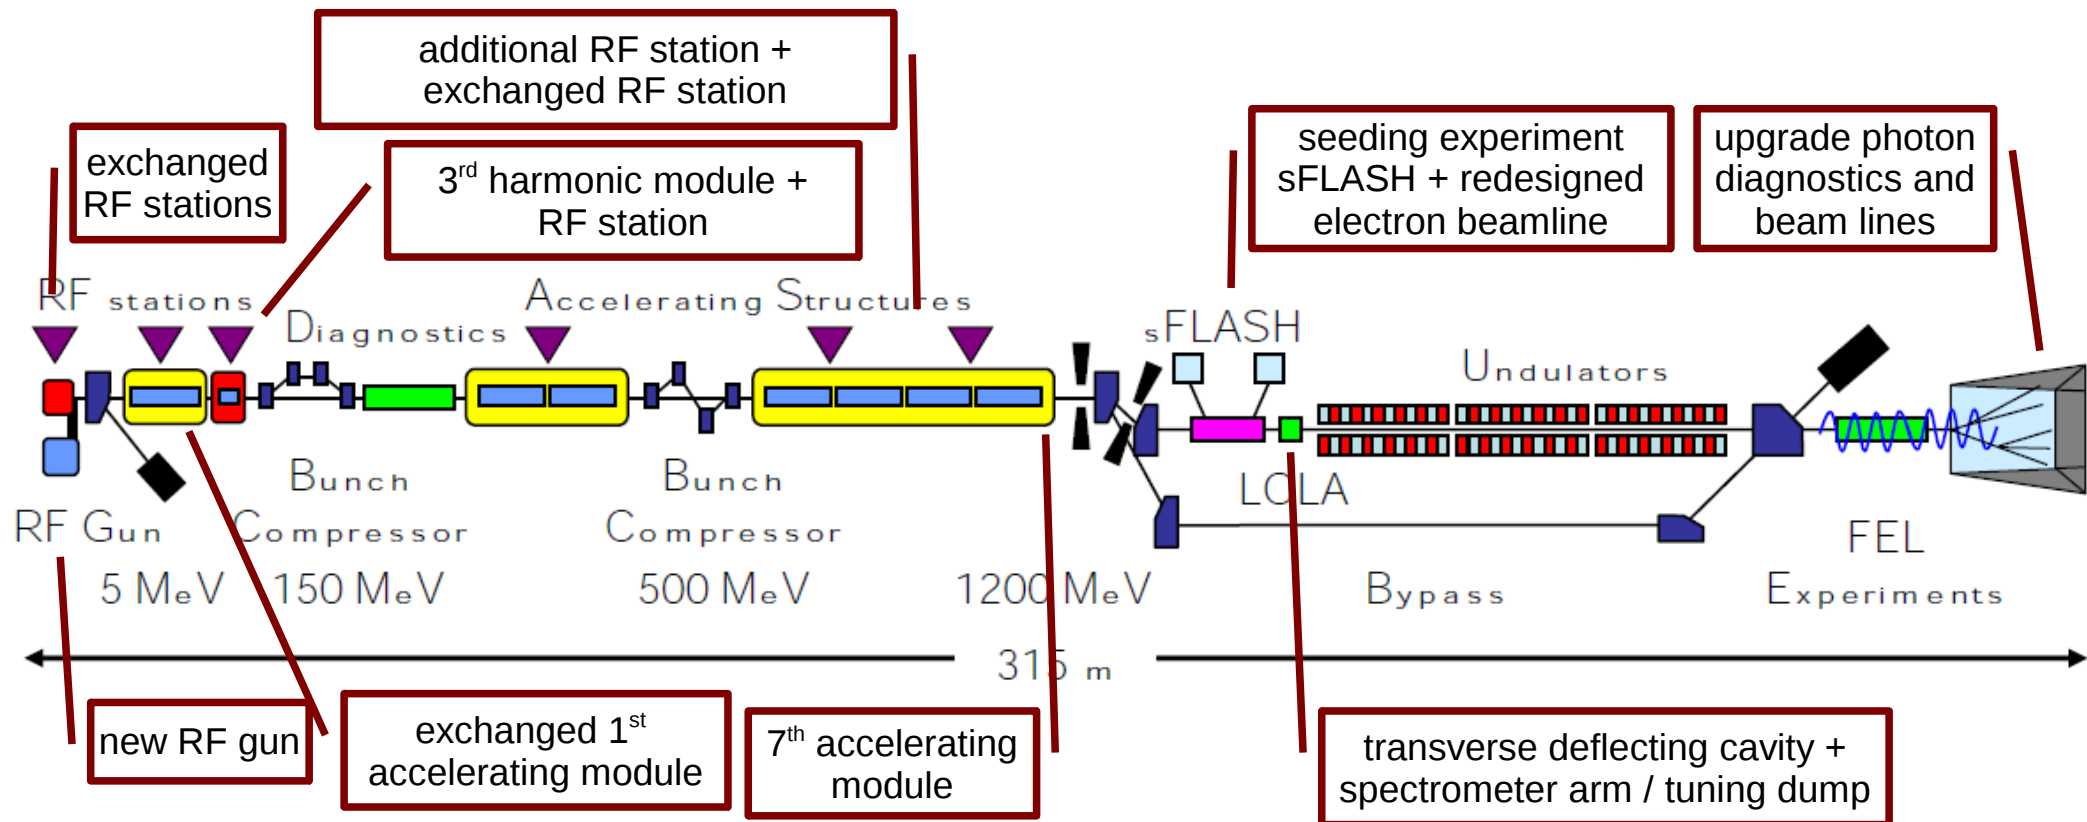 additional RF station +
exchanged RF station
exchanged
RF stations
3rd harmonic module +
RF station
seeding experiment
sFLASH + redesigned
electron beamline
upgrade photon
diagnostics and
beam lines
RF stations
Accelerating Structures
Diagnostics
sFLASH
Undulators
LOLA
Bunch
Compressor
Bunch
Compressor
RF Gun
FEL
Experiments
5 MeV
150 MeV
500 MeV
1200 MeV
Bypass
315 m
new RF gun
exchanged 1st
accelerating module
7th accelerating
module
transverse deflecting cavity +
spectrometer arm / tuning dump